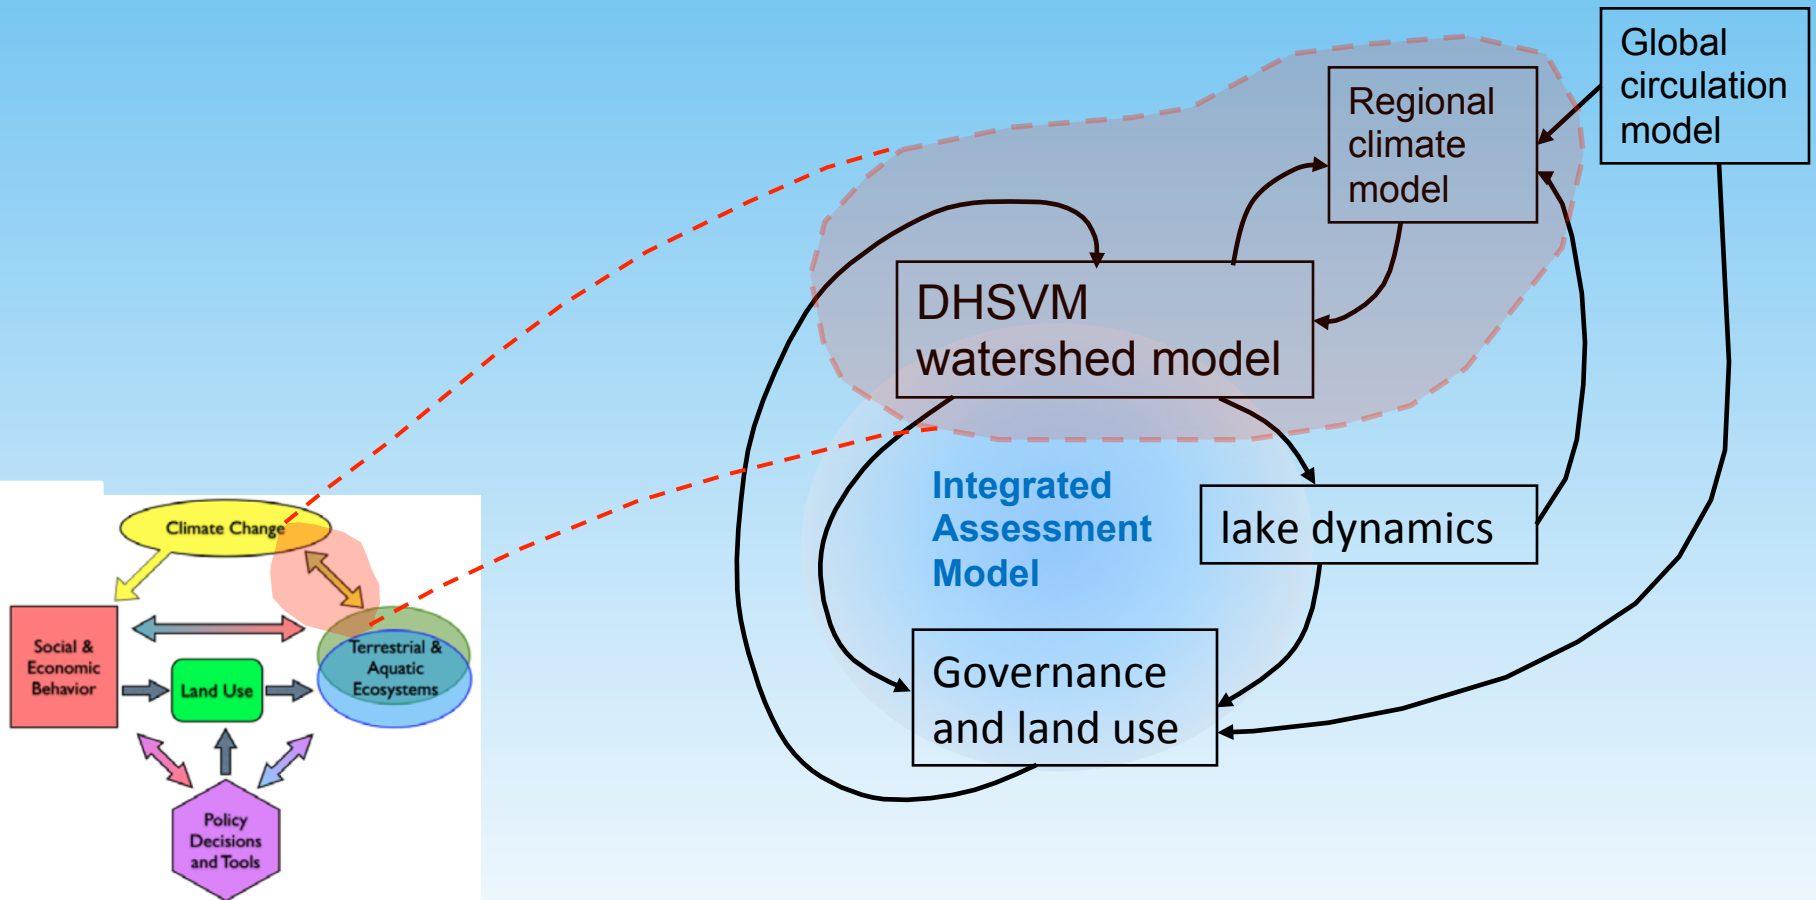 Global
circulation
model
Regional
climate
model
DHSVM
watershed model
Integrated
Assessment
Model
lake dynamics
Governance
and land use
Climate Change
Social &
Economic
Behavior
Land Use
Terrestrial &
Aquatic
Ecosystems
Policy
Decisions
and Tools